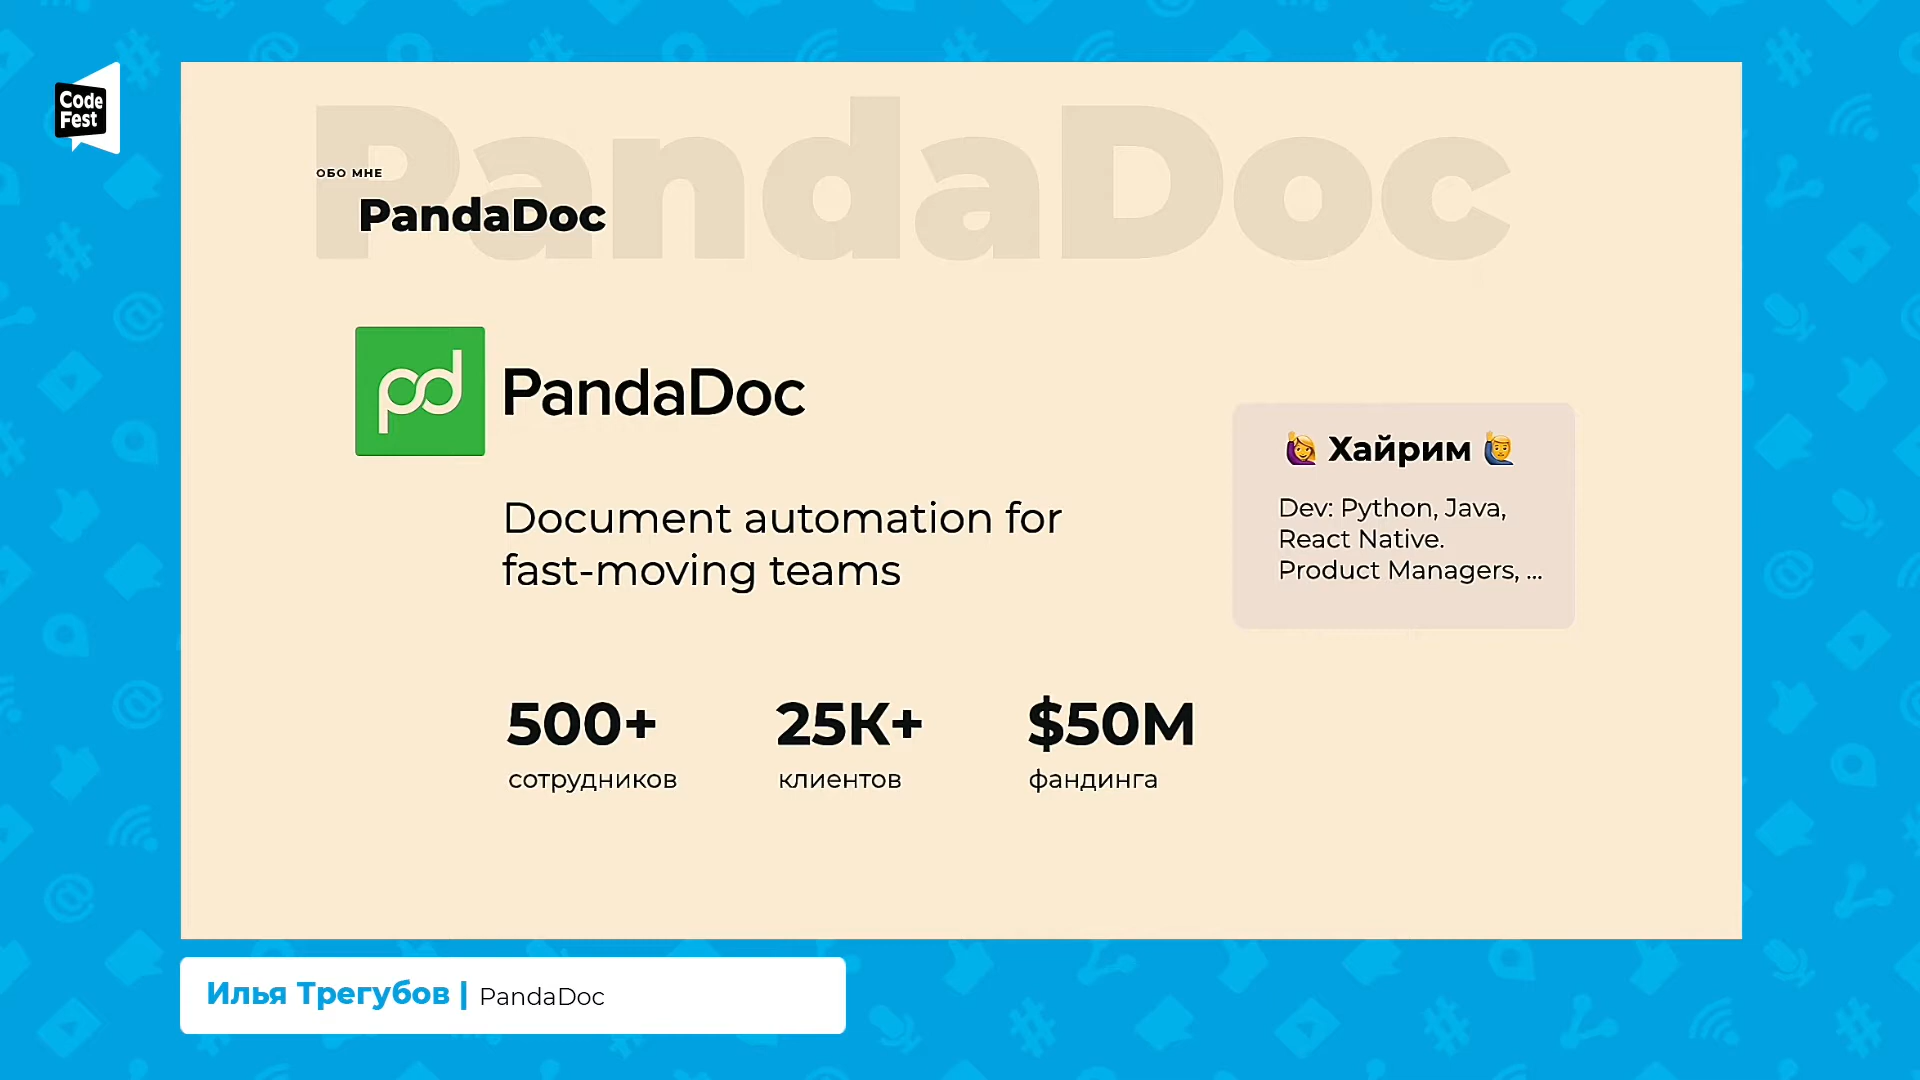 Code
Fest
PandaDoc
ОБО МНЕ
PandaDoc
pd
PandaDoc
Document automation for
fast-moving teams
🙋‍♀️ Хайрим 🙋‍♂️
Dev: Python, Java,
React Native.
Product Managers, ...
500+
сотрудников
25K+
клиентов
$50M
фандинга
Илья Трегубов | PandaDoc